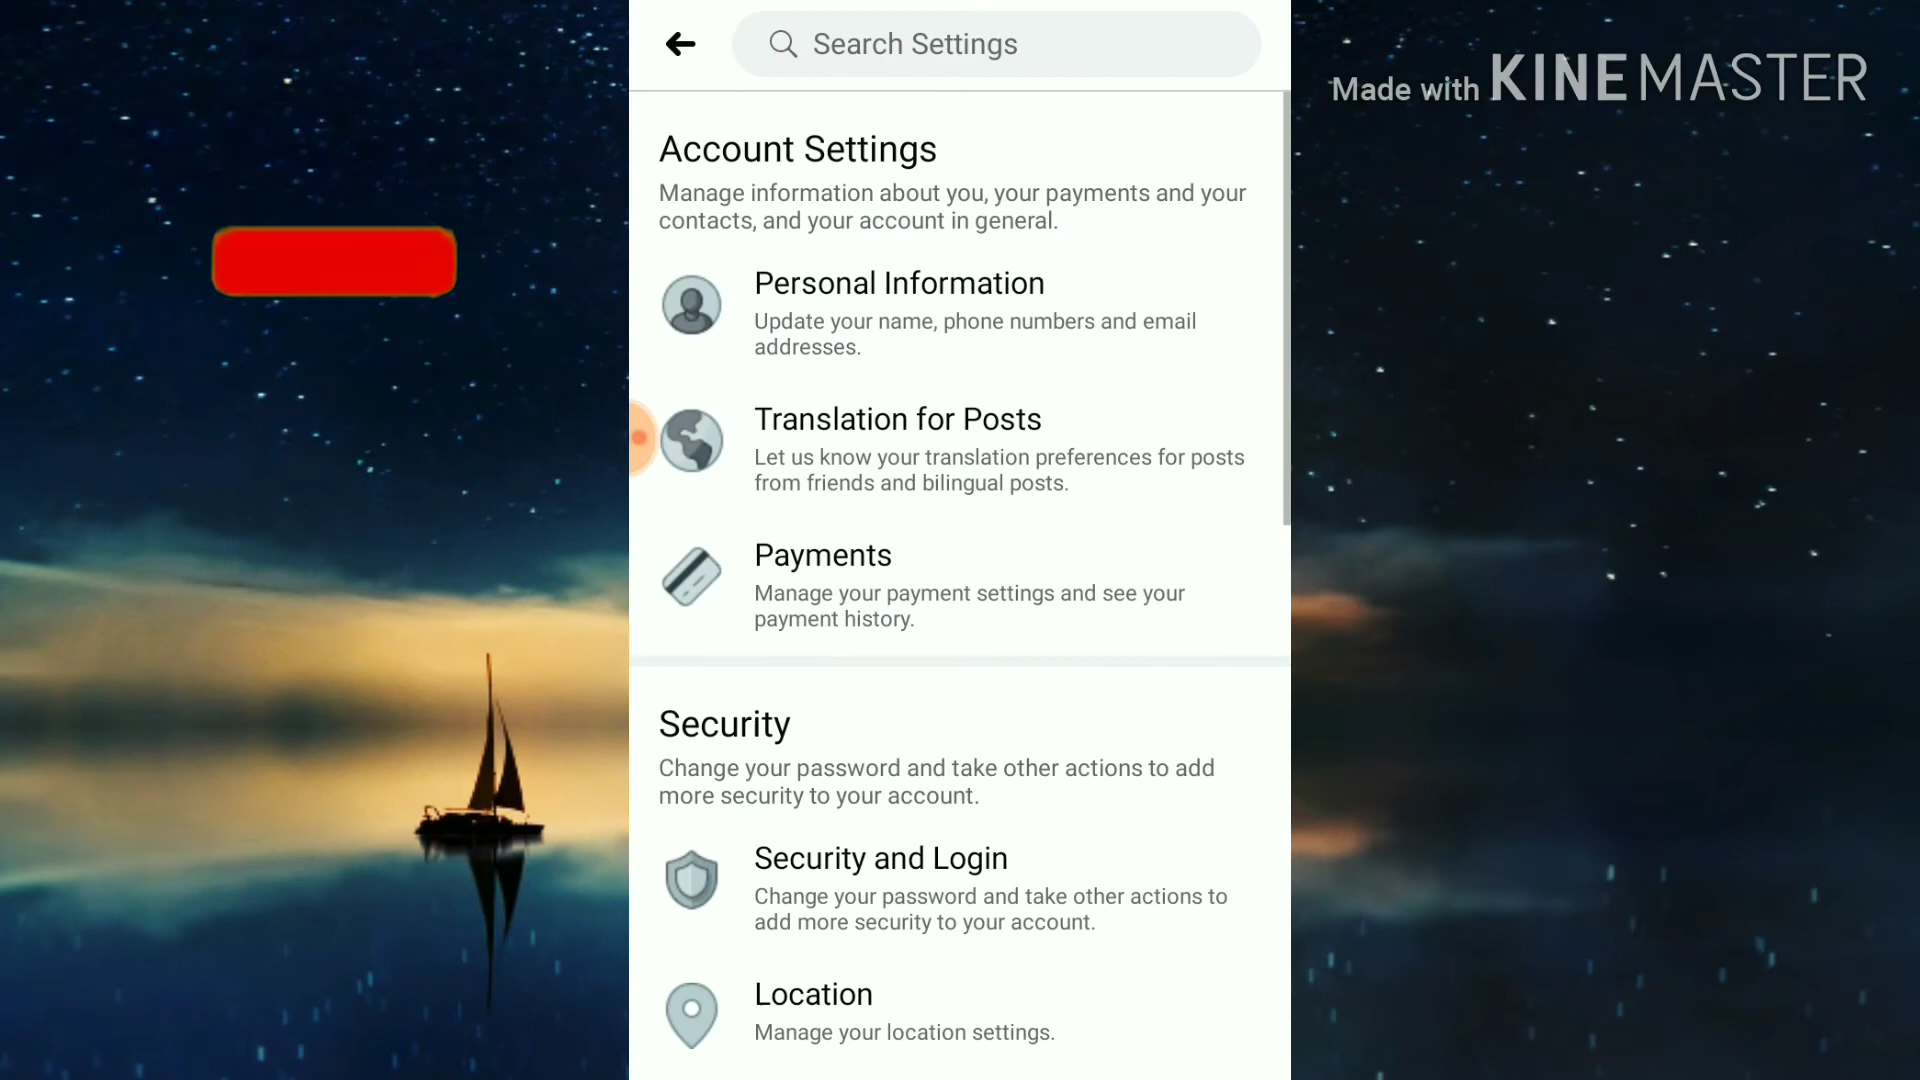 Search Settings
Made with KINEMASTER
Account Settings
Manage information about you, your payments and your
contacts, and your account in general.
Personal Information
Update your name, phone numbers and email
addresses.
Translation for Posts
Let us know your translation preferences for posts
from friends and bilingual posts.
Payments
Manage your payment settings and see your
payment history.
Security
Change your password and take other actions to add
more security to your account.
Security and Login
Change your password and take other actions to
add more security to your account.
Location
Manage your location settings.